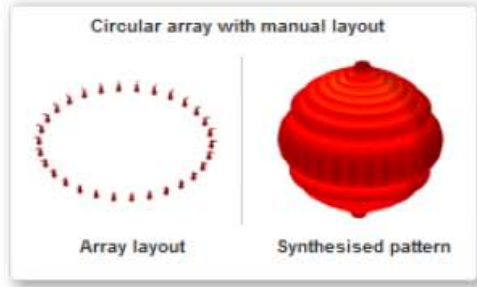 Circular array with manual layout
Array layout
Synthesised pattern